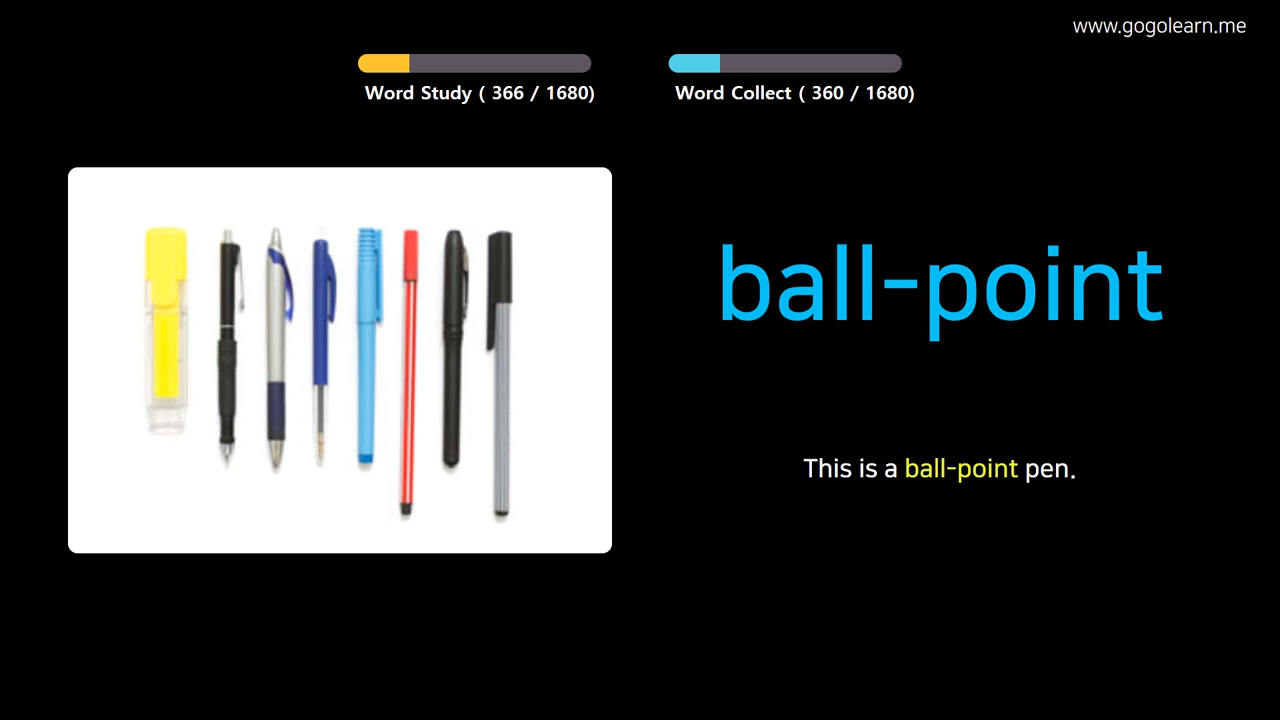 www.gogolearn.me
Word Study ( 366 / 1680)
Word Collect ( 360 / 1680)
ball-point
This is a ball-point pen.